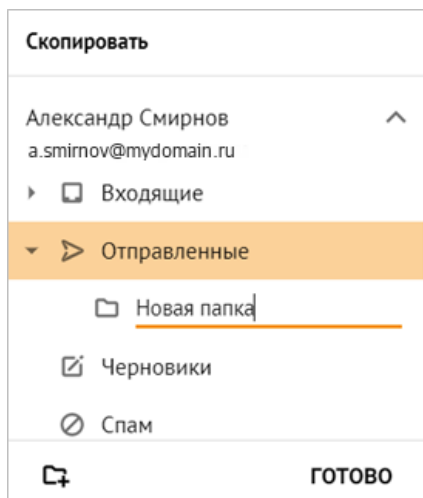 Скопировать
Александр Смирнов
a.smirnov@mydomain.ru
Входящие
Отправленные
Новая папка
Черновики
Спам
ГОТОВО